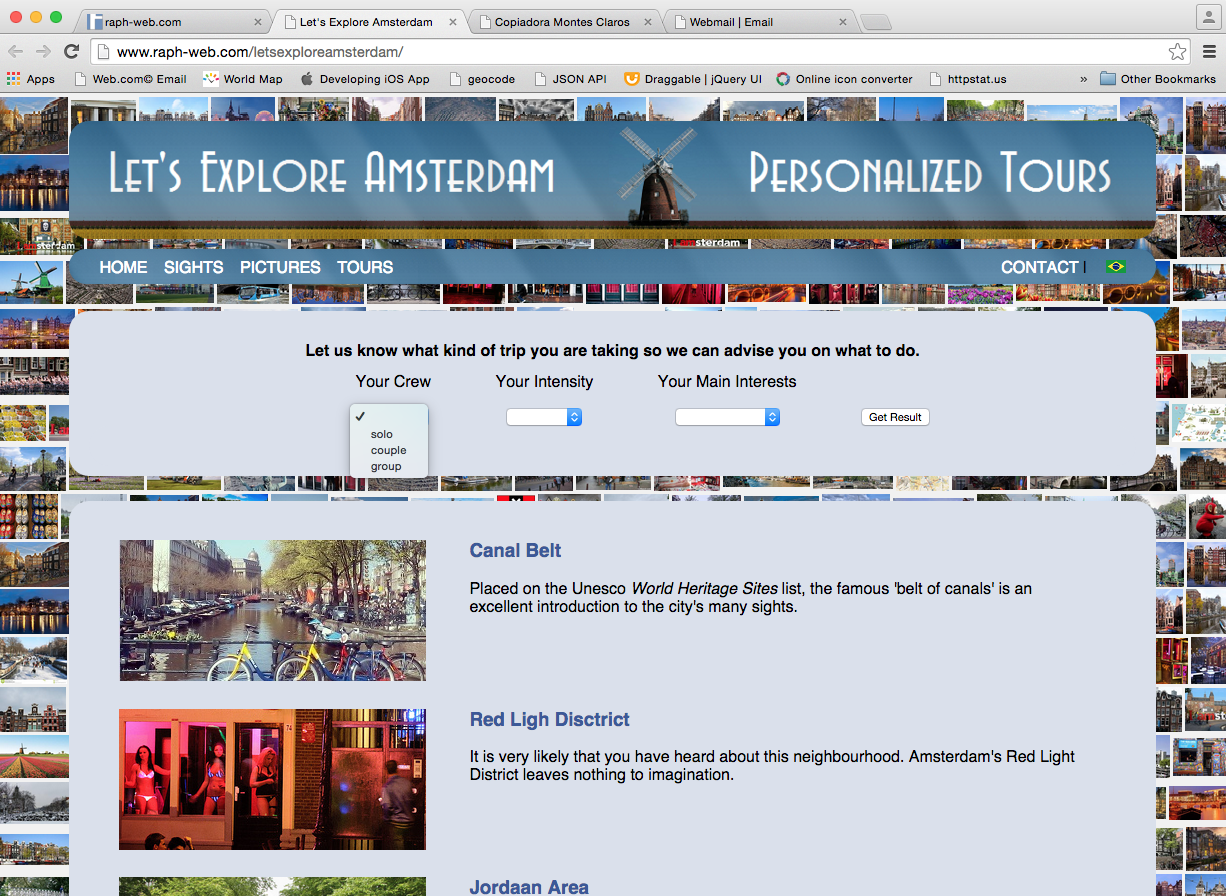 raph-web.com
Let's Explore Amsterdam
Copiadora Montes Claros
Webmail | Email
www.raph-web.com/letsexploreamsterdam/
Apps
Web.com© Email
World Map
Developing iOS App
geocode
JSON API
Draggable | jQuery UI
Online icon converter
httpstat.us
»
Other Bookmarks
Let's Explore Amsterdam
Personalized Tours
HOME SIGHTS PICTURES TOURS
CONTACT |
Let us know what kind of trip you are taking so we can advise you on what to do.
Your Crew
Your Intensity
Your Main Interests
✓
solo
couple
group
Get Result
Canal Belt
Placed on the Unesco World Heritage Sites list, the famous 'belt of canals' is an
excellent introduction to the city's many sights.
Red Ligh Disctrict
It is very likely that you have heard about this neighbourhood. Amsterdam's Red Light
District leaves nothing to imagination.
Jordaan Area